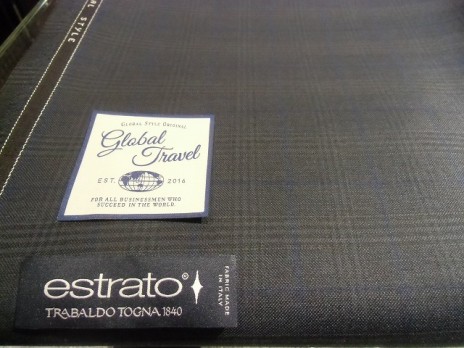 AL STYLE
GLOBAL STYLE ORIGINAL
Global
Travel
EST. 2016
FOR ALL BUSINESSMEN WHO
SUCCEED IN THE WORLD.
estrato®
TRABALDO TOGNA 1840
FABRIC MADE
IN ITALY